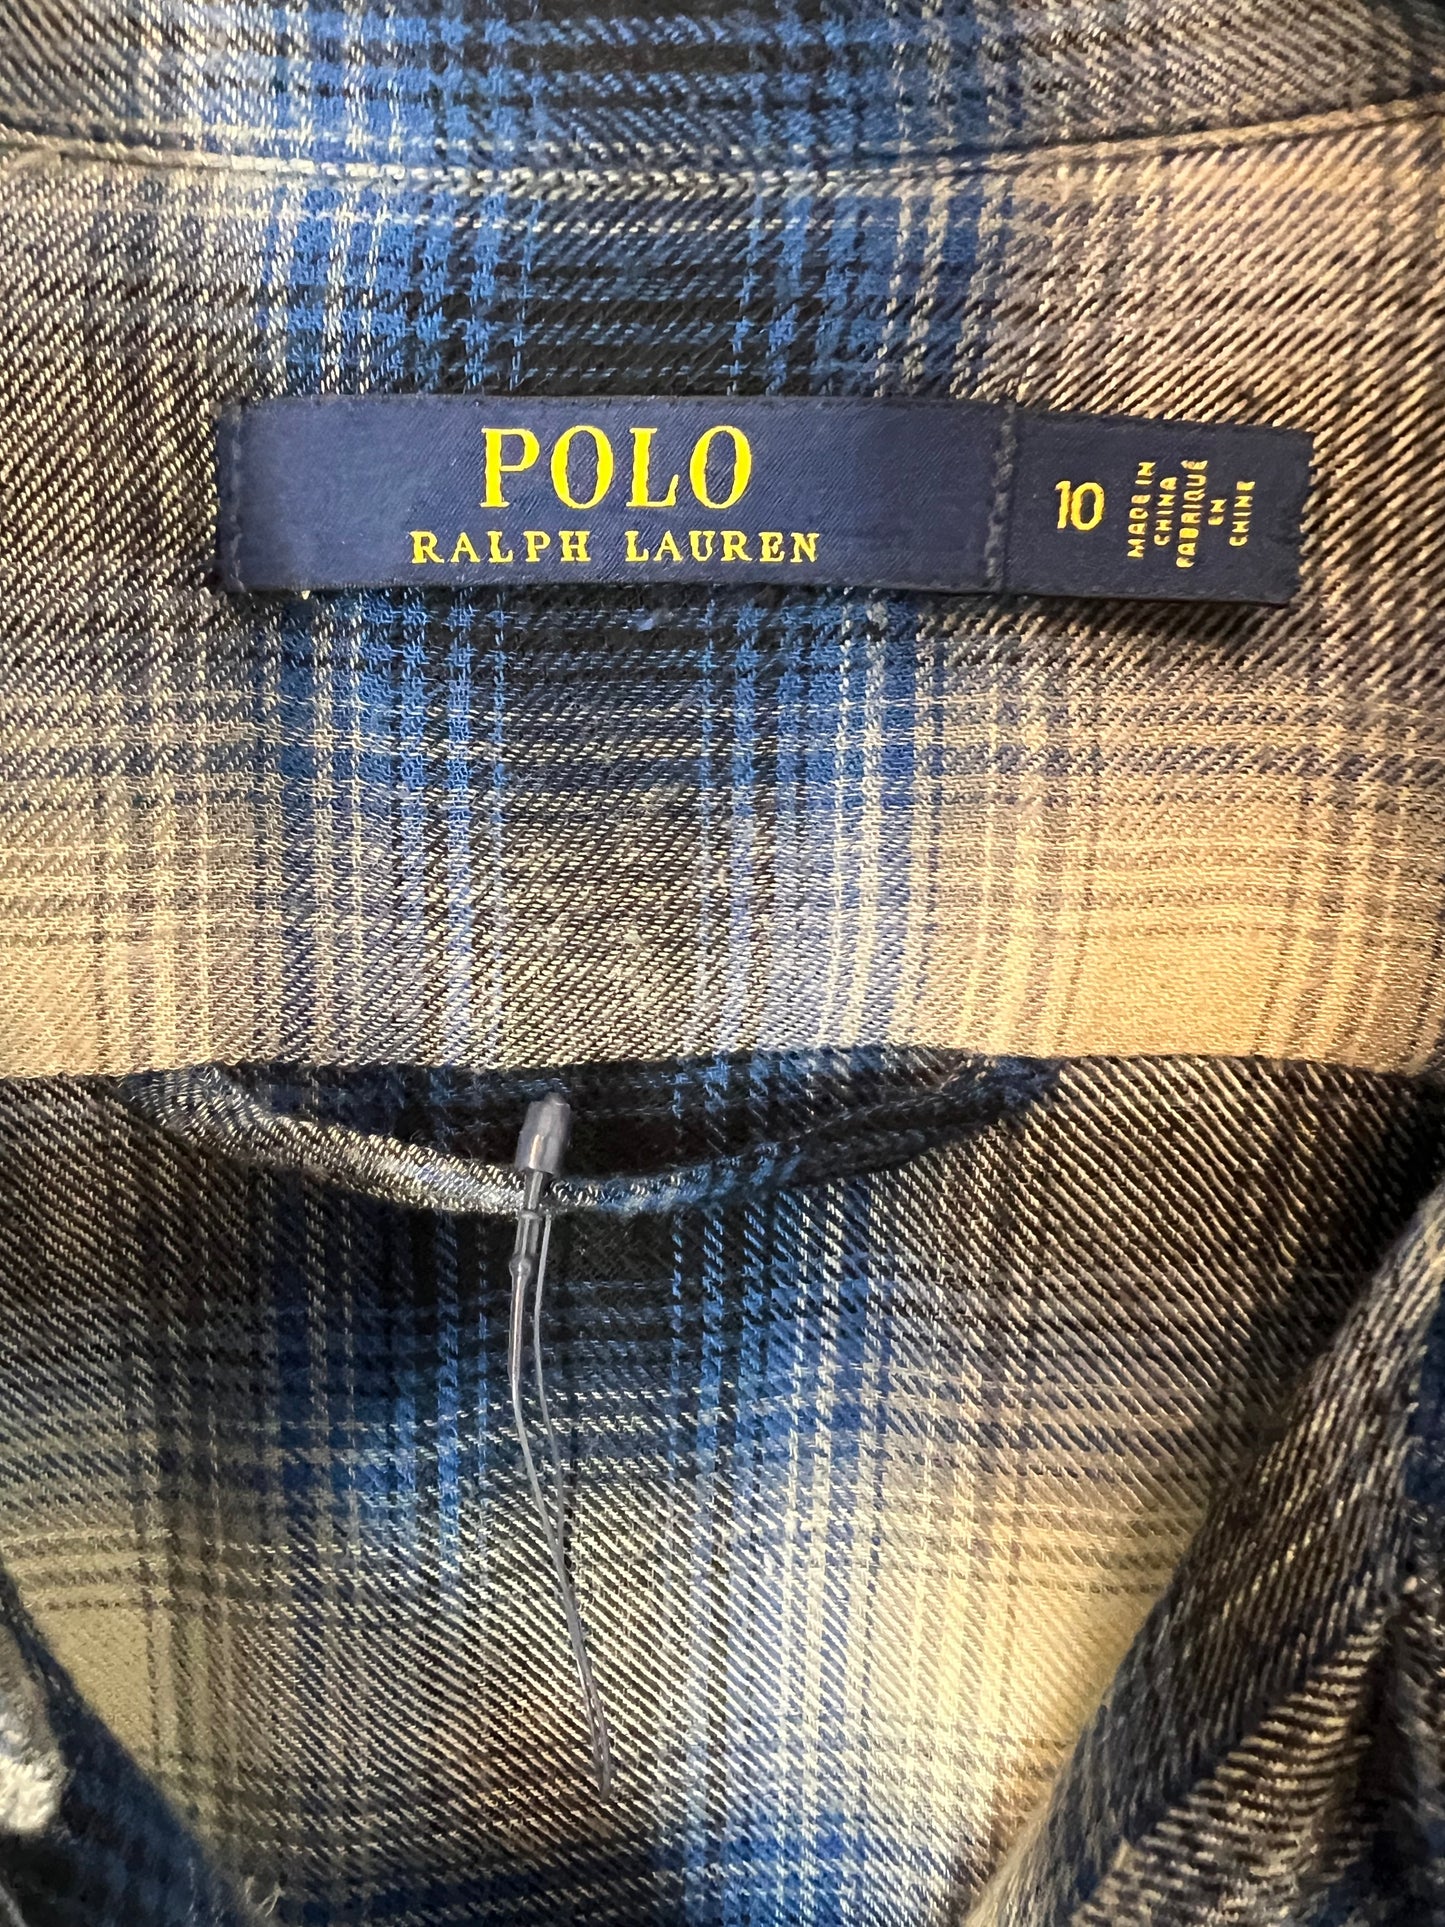 POLO
RALPH LAUREN
10
MADE IN
CHINA
FABRIQUÉ
EN
CHINE